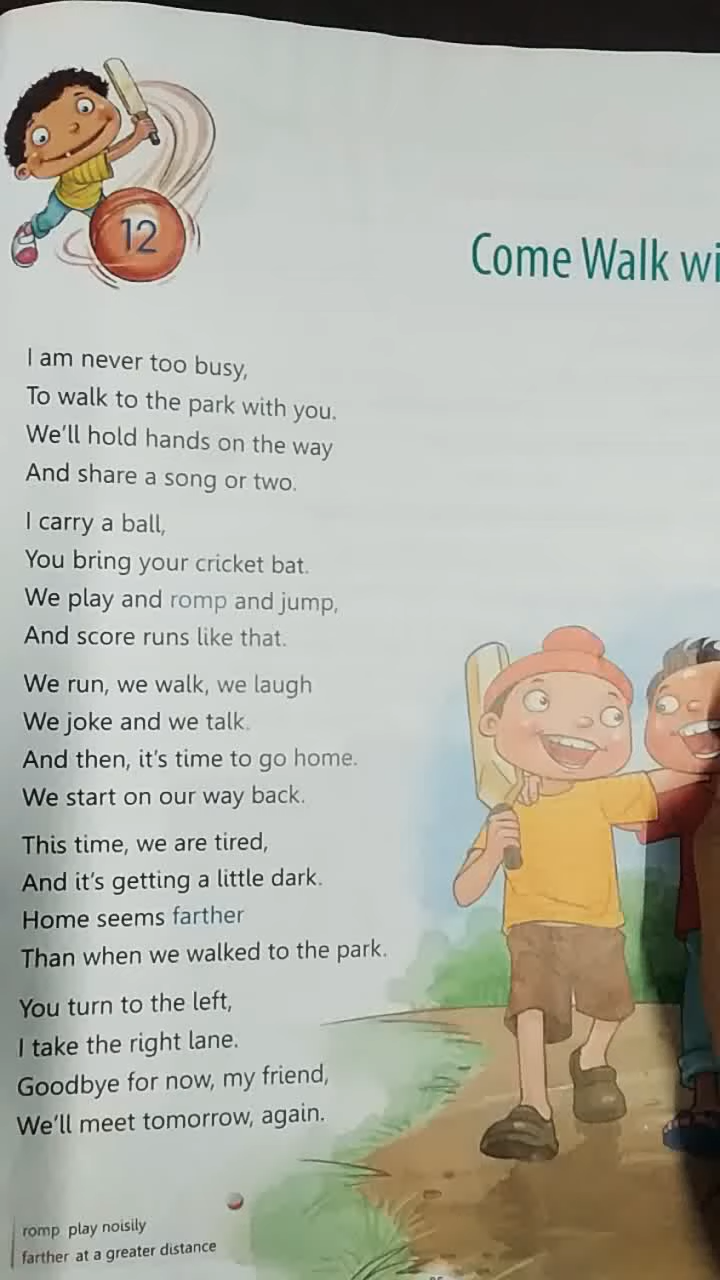 12
Come Walk wi
I am never too busy,
To walk to the park with you.
We'll hold hands on the way
And share a song or two.
I carry a ball,
You bring your cricket bat.
We play and romp and jump,
And score runs like that.
We run, we walk, we laugh
We joke and we talk.
And then, it's time to go home.
We start on our way back.
This time, we are tired,
And it's getting a little dark.
Home seems farther
Than when we walked to the park.
You turn to the left,
I take the right lane.
Goodbye for now, my friend,
We'll meet tomorrow, again.
romp play noisily
farther at a greater distance